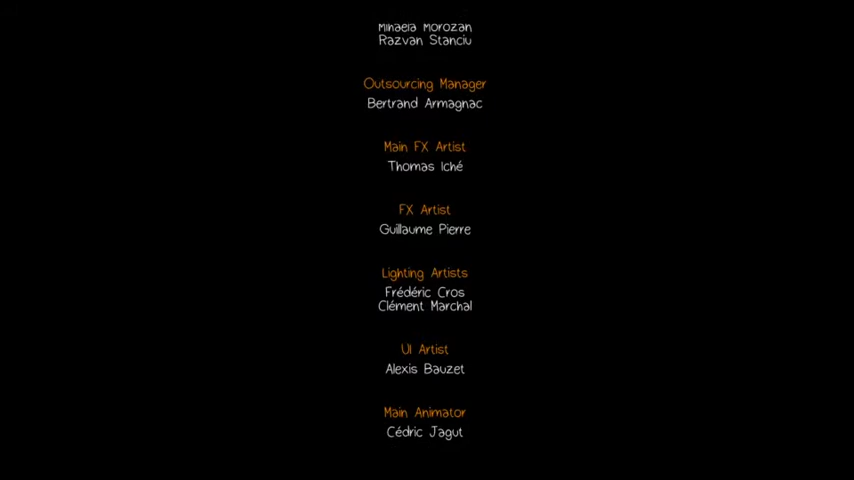 Mihaela Morozan
Razvan Stanciu
Outsourcing Manager
Bertrand Armagnac
Main FX Artist
Thomas Iché
FX Artist
Guillaume Pierre
Lighting Artists
Frédéric Cros
Clément Marchal
UI Artist
Alexis Bauzet
Main Animator
Cédric Jagut